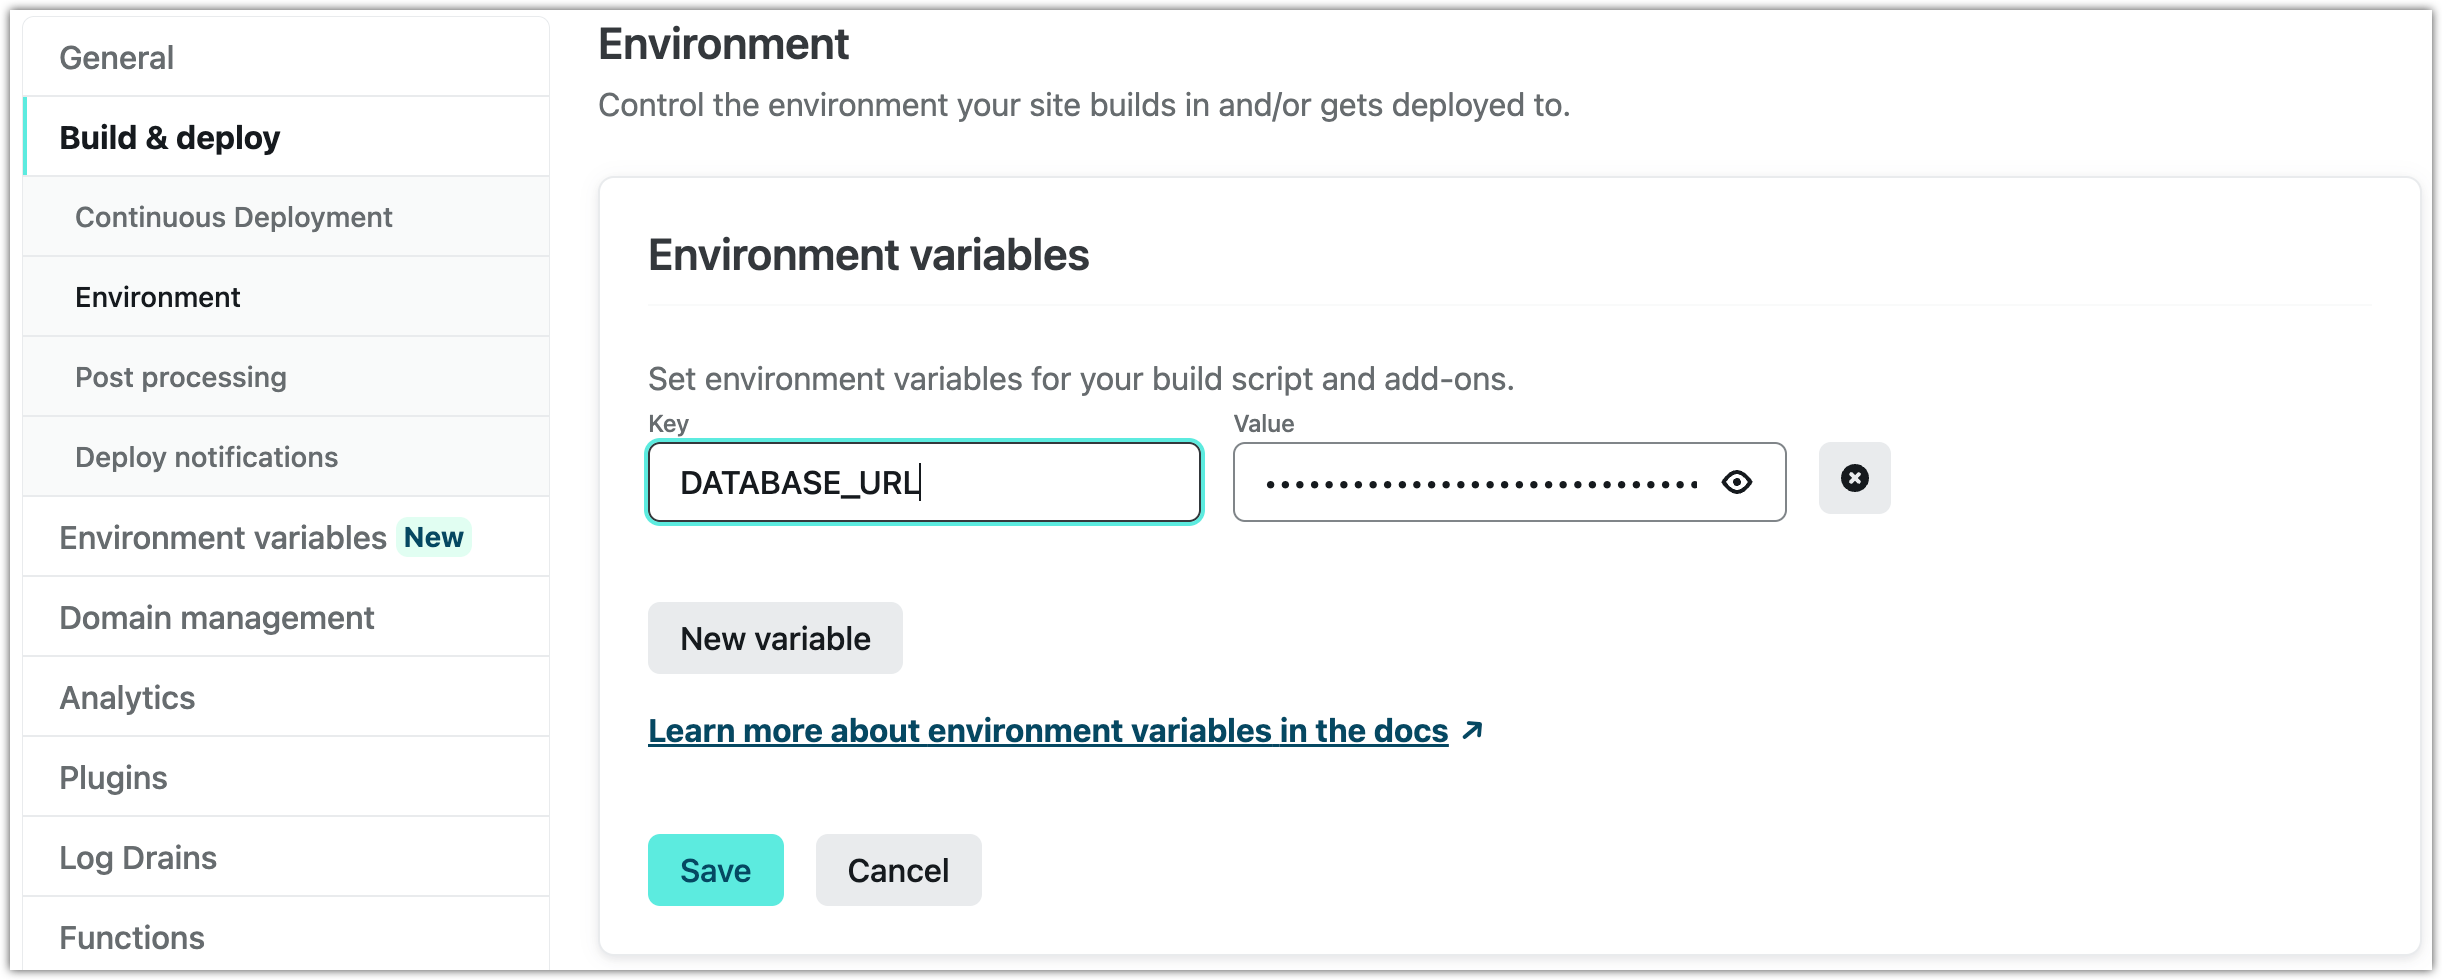 General
Build & deploy
Continuous Deployment
Environment
Post processing
Deploy notifications
Environment variables New
Domain management
Analytics
Plugins
Log Drains
Functions
Environment
Control the environment your site builds in and/or gets deployed to.
Environment variables
Set environment variables for your build script and add-ons.
Key Value
DATABASE_URL ••••••••••••••••••••••••••••••
New variable
Learn more about environment variables in the docs
Save Cancel